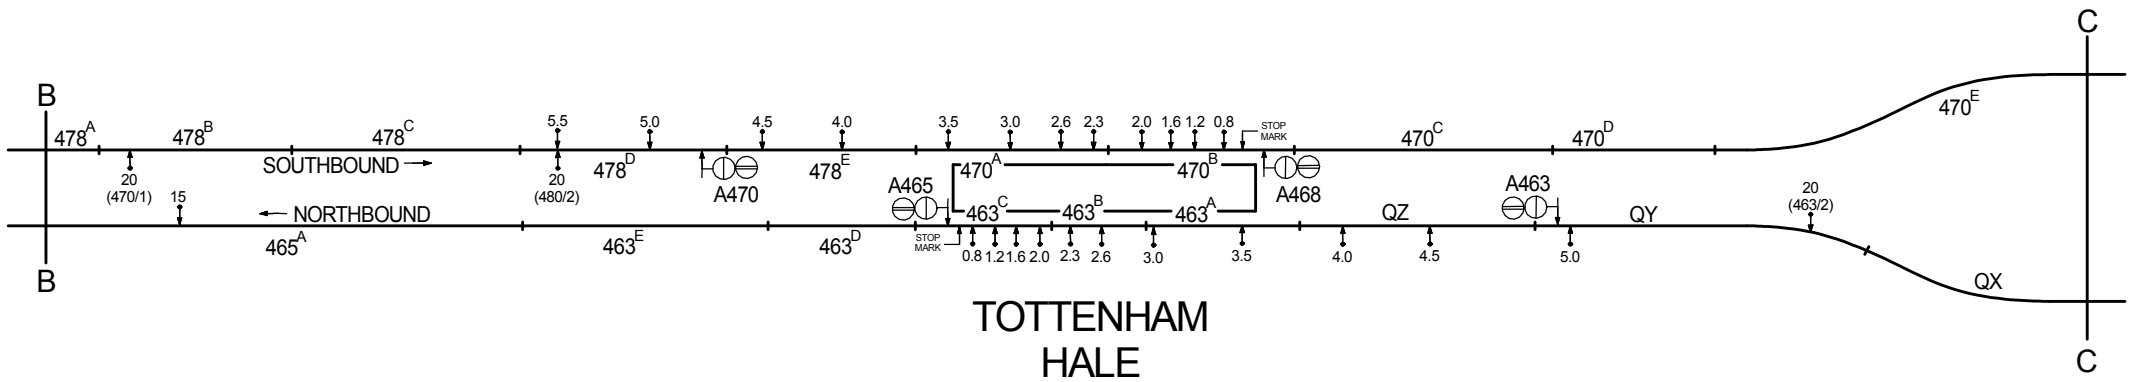 C
B
478A
478B
478C
5.5
5.0
4.5
4.0
3.5
3.0
2.6
2.3
2.0
1.6
1.2
0.8
STOP
MARK
470C
470D
470E
SOUTHBOUND
478D
478E
470A
470B
20
(470/1)
20
(480/2)
A470
A465
A468
A463
20
(463/2)
15
NORTHBOUND
463C
463B
463A
QZ
QY
465A
463E
463D
STOP
MARK
0.8
1.2
1.6
2.0
2.3
2.6
3.0
3.5
4.0
4.5
5.0
QX
B
TOTTENHAM
HALE
C